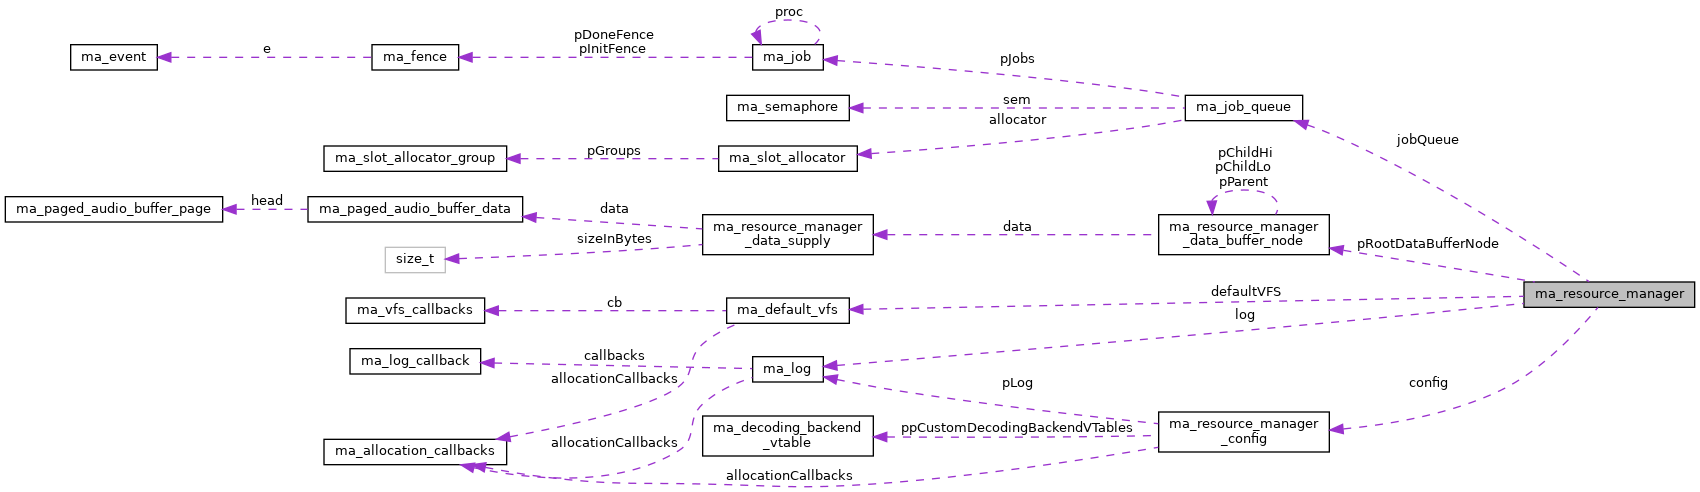 proc
pDoneFence
pInitFence
e
ma_event
ma_fence
ma_job
pJobs
sem
ma_semaphore
ma_job_queue
allocator
jobQueue
pGroups
ma_slot_allocator_group
ma_slot_allocator
pChildHi
pChildLo
pParent
head
ma_paged_audio_buffer_page
ma_paged_audio_buffer_data
data
ma_resource_manager
_data_supply
data
ma_resource_manager
_data_buffer_node
sizeInBytes
size_t
pRootDataBufferNode
ma_resource_manager
defaultVFS
cb
ma_vfs_callbacks
ma_default_vfs
log
callbacks
ma_log_callback
ma_log
allocationCallbacks
pLog
config
ma_decoding_backend
_vtable
ppCustomDecodingBackendVTables
ma_resource_manager
_config
allocationCallbacks
ma_allocation_callbacks
allocationCallbacks